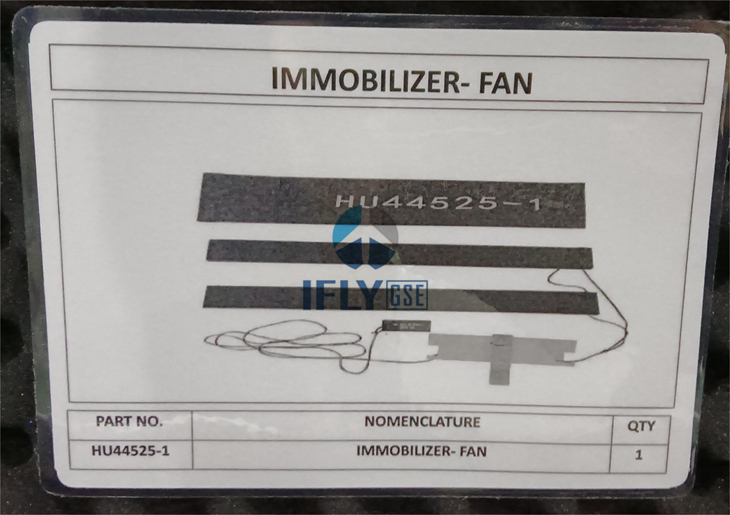 IMMOBILIZER- FAN
HU44525-1
IFLY GSE
PART NO. NOMENCLATURE QTY
HU44525-1 IMMOBILIZER- FAN 1